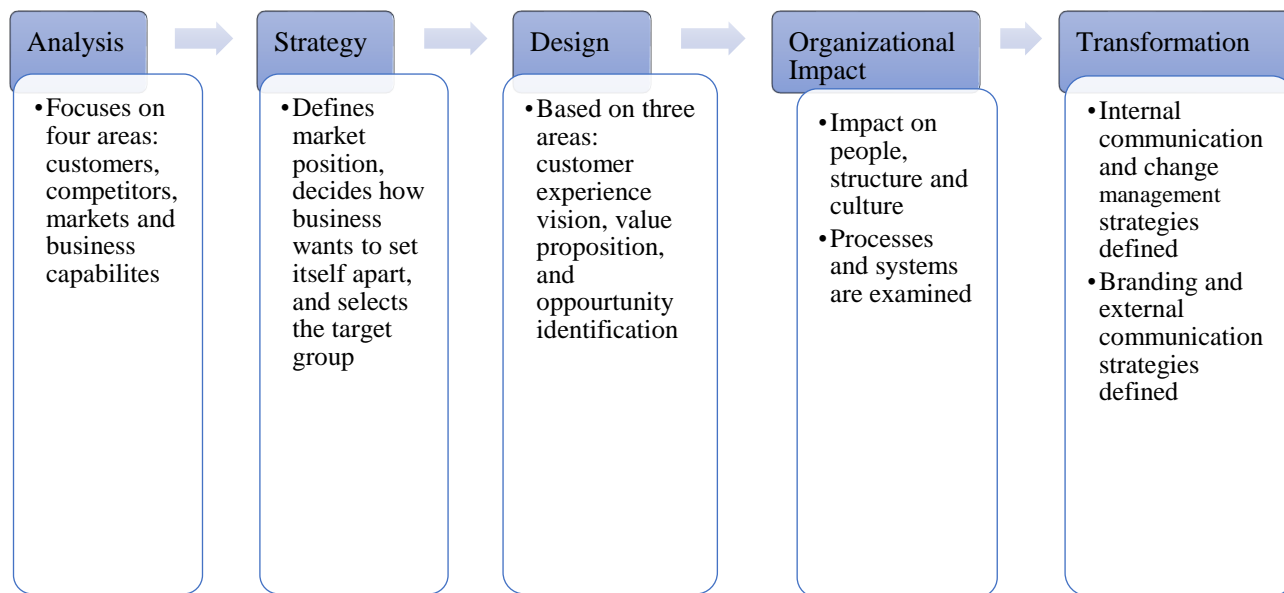 Analysis
•Focuses on
four areas:
customers,
competitors,
markets and
business
capabilites
Strategy
•Defines
market
position,
decides how
business
wants to set
itself apart,
and selects
the target
group
Design
•Based on three
areas:
customer
experience
vision, value
proposition,
and
oppourtunity
identification
Organizational
Impact
•Impact on
people,
structure and
culture
•Processes
and systems
are examined
Transformation
•Internal
communication
and change
management
strategies
defined
•Branding and
external
communication
strategies
defined